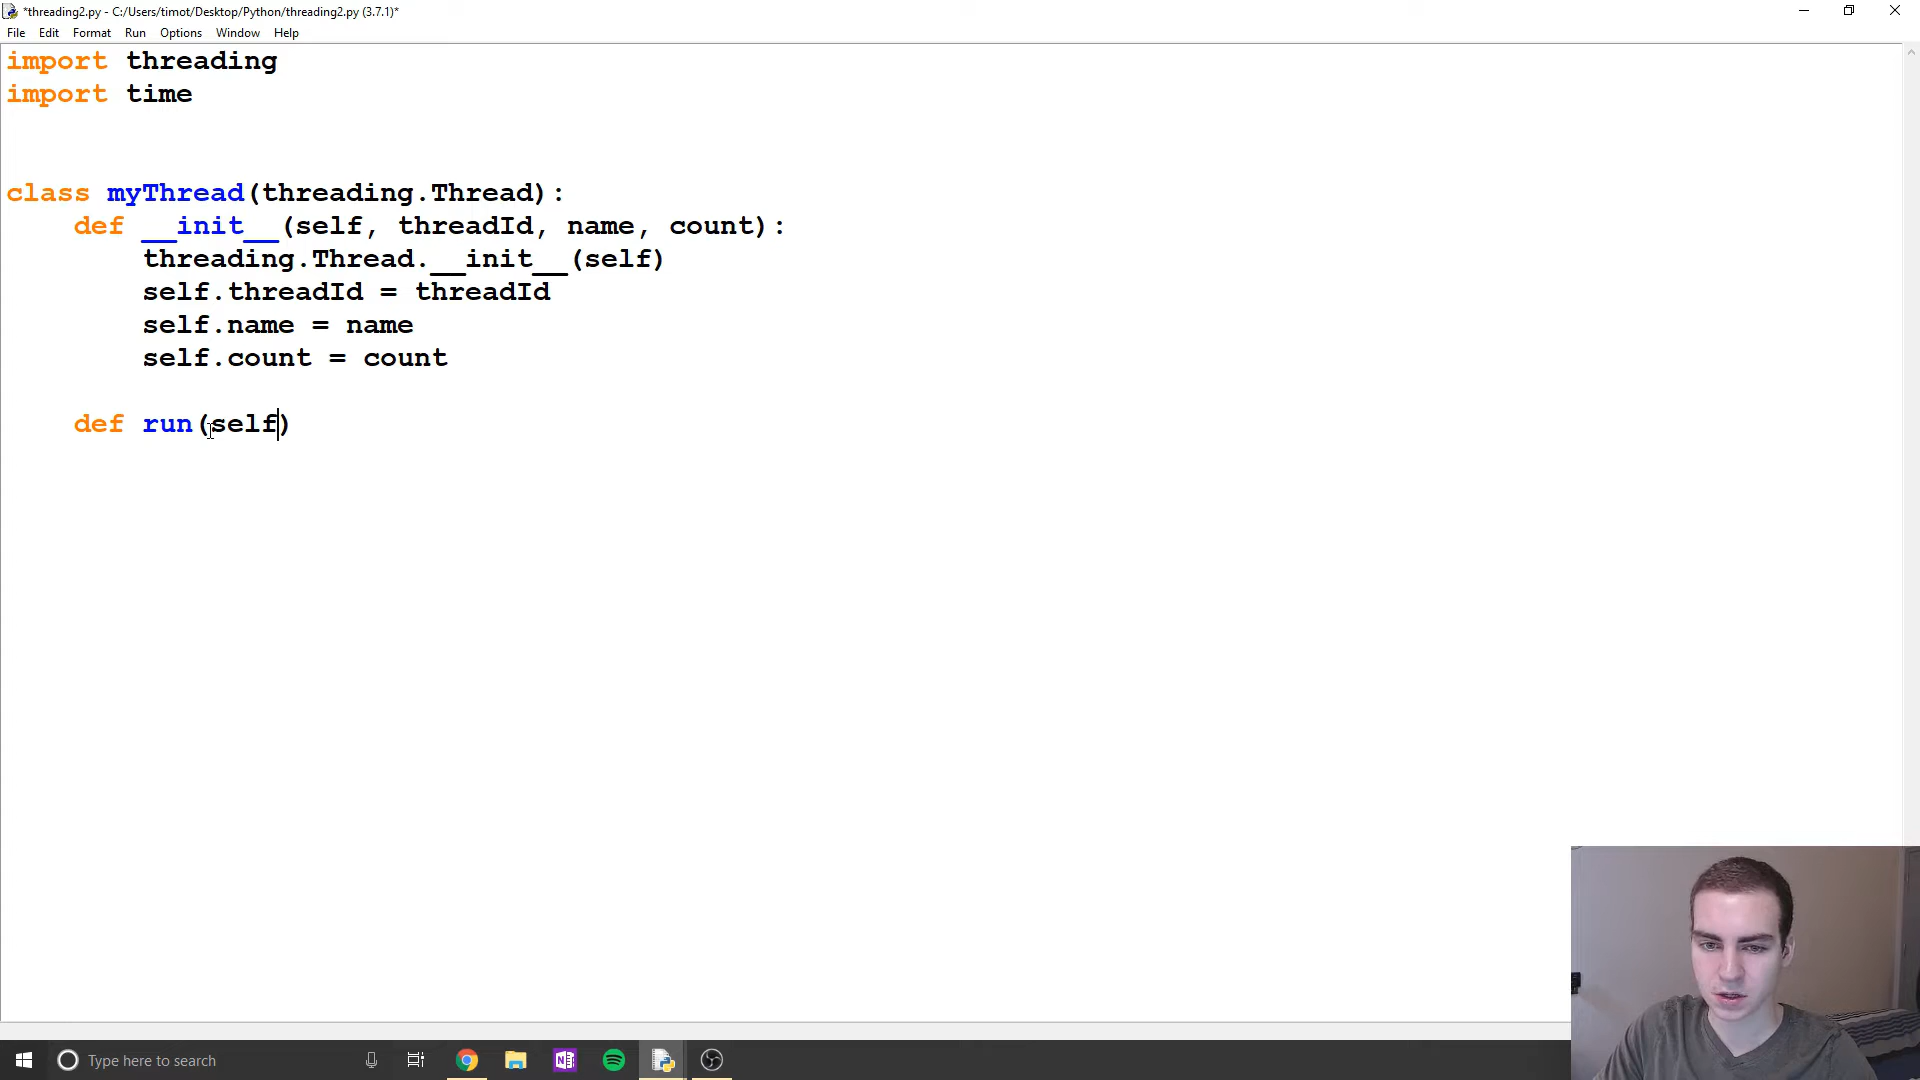 *threading2.py - C:/Users/timot/Desktop/Python/threading2.py (3.7.1)*
File Edit Format Run Options Window Help
import threading
import time
class myThread(threading.Thread):
    def __init__(self, threadId, name, count):
        threading.Thread.__init__(self)
        self.threadId = threadId
        self.name = name
        self.count = count
    def run(self)
Type here to search